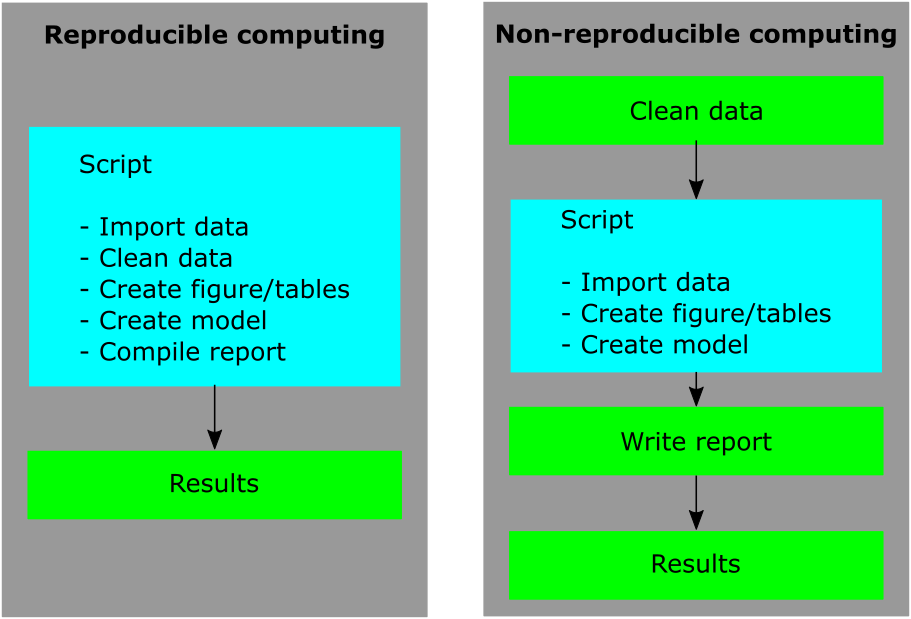 Reproducible computing
Script
- Import data
- Clean data
- Create figure/tables
- Create model
- Compile report
Results
Non-reproducible computing
Clean data
Script
- Import data
- Create figure/tables
- Create model
Write report
Results